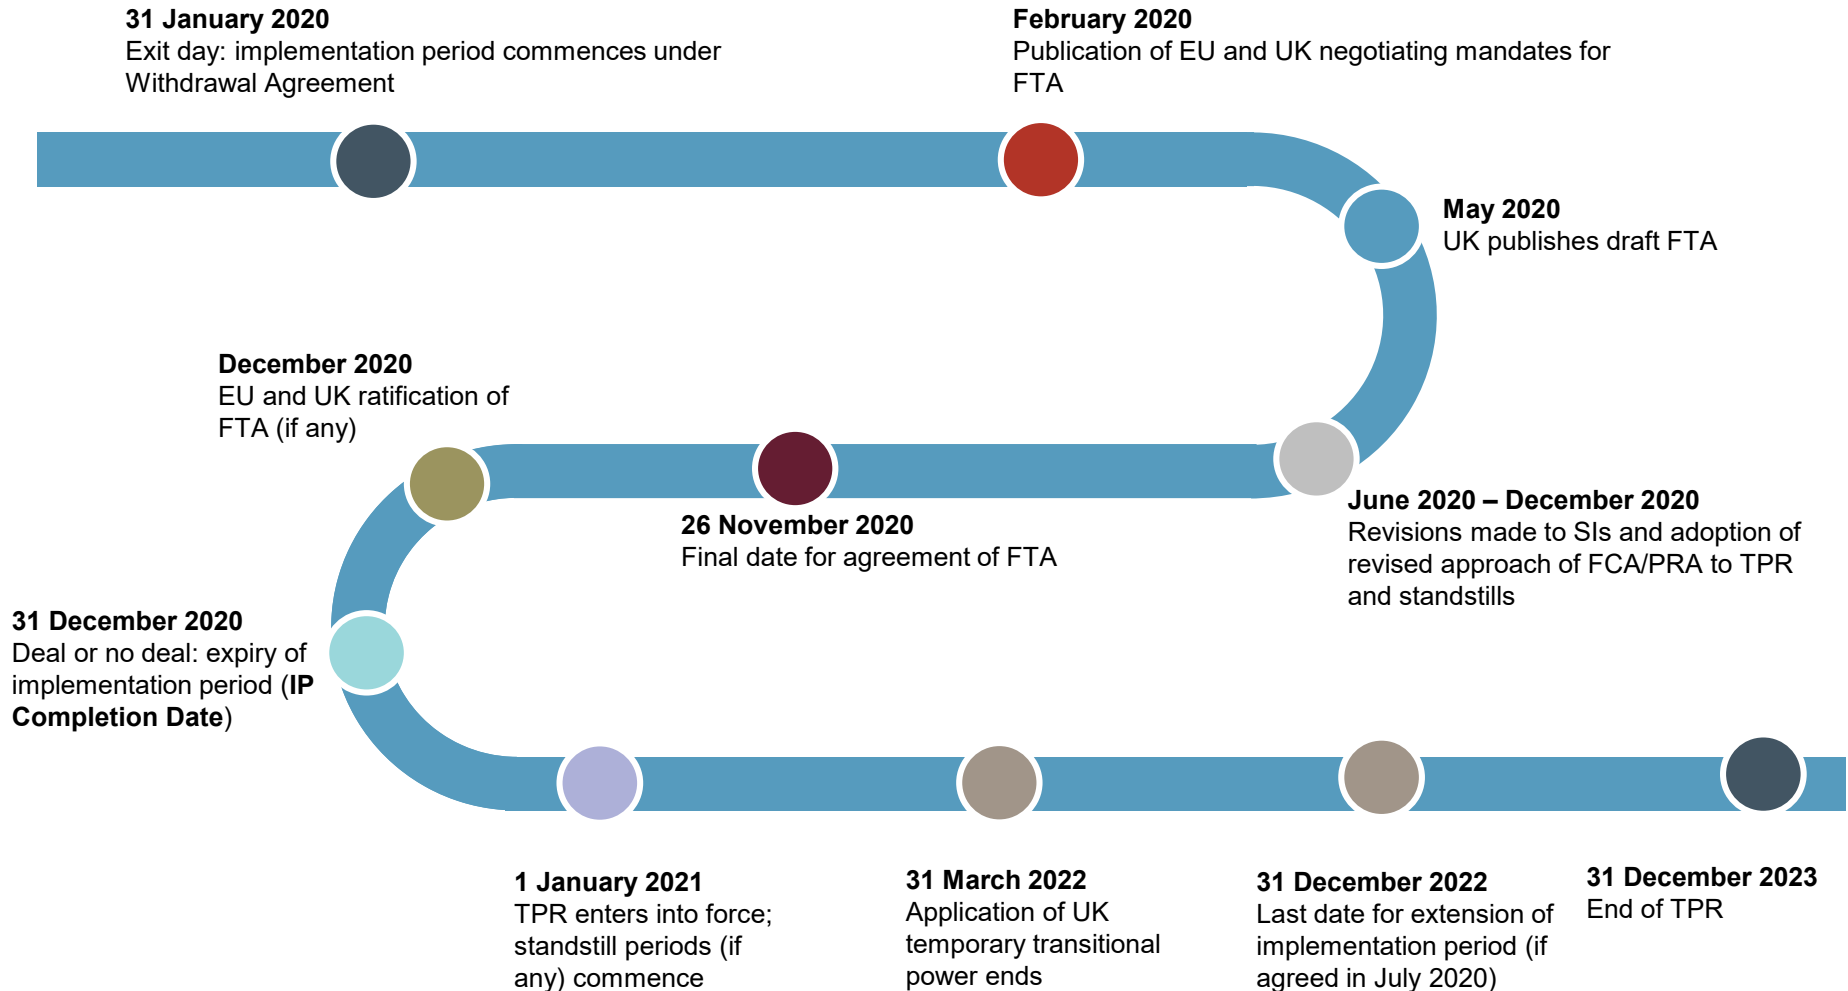 31 January 2020
Exit day: implementation period commences under
Withdrawal Agreement
February 2020
Publication of EU and UK negotiating mandates for
FTA
May 2020
UK publishes draft FTA
June 2020 – December 2020
Revisions made to SIs and adoption of
revised approach of FCA/PRA to TPR
and standstills
26 November 2020
Final date for agreement of FTA
December 2020
EU and UK ratification of
FTA (if any)
31 December 2020
Deal or no deal: expiry of
implementation period (IP
Completion Date)
1 January 2021
TPR enters into force;
standstill periods (if
any) commence
31 March 2022
Application of UK
temporary transitional
power ends
31 December 2022
Last date for extension of
implementation period (if
agreed in July 2020)
31 December 2023
End of TPR